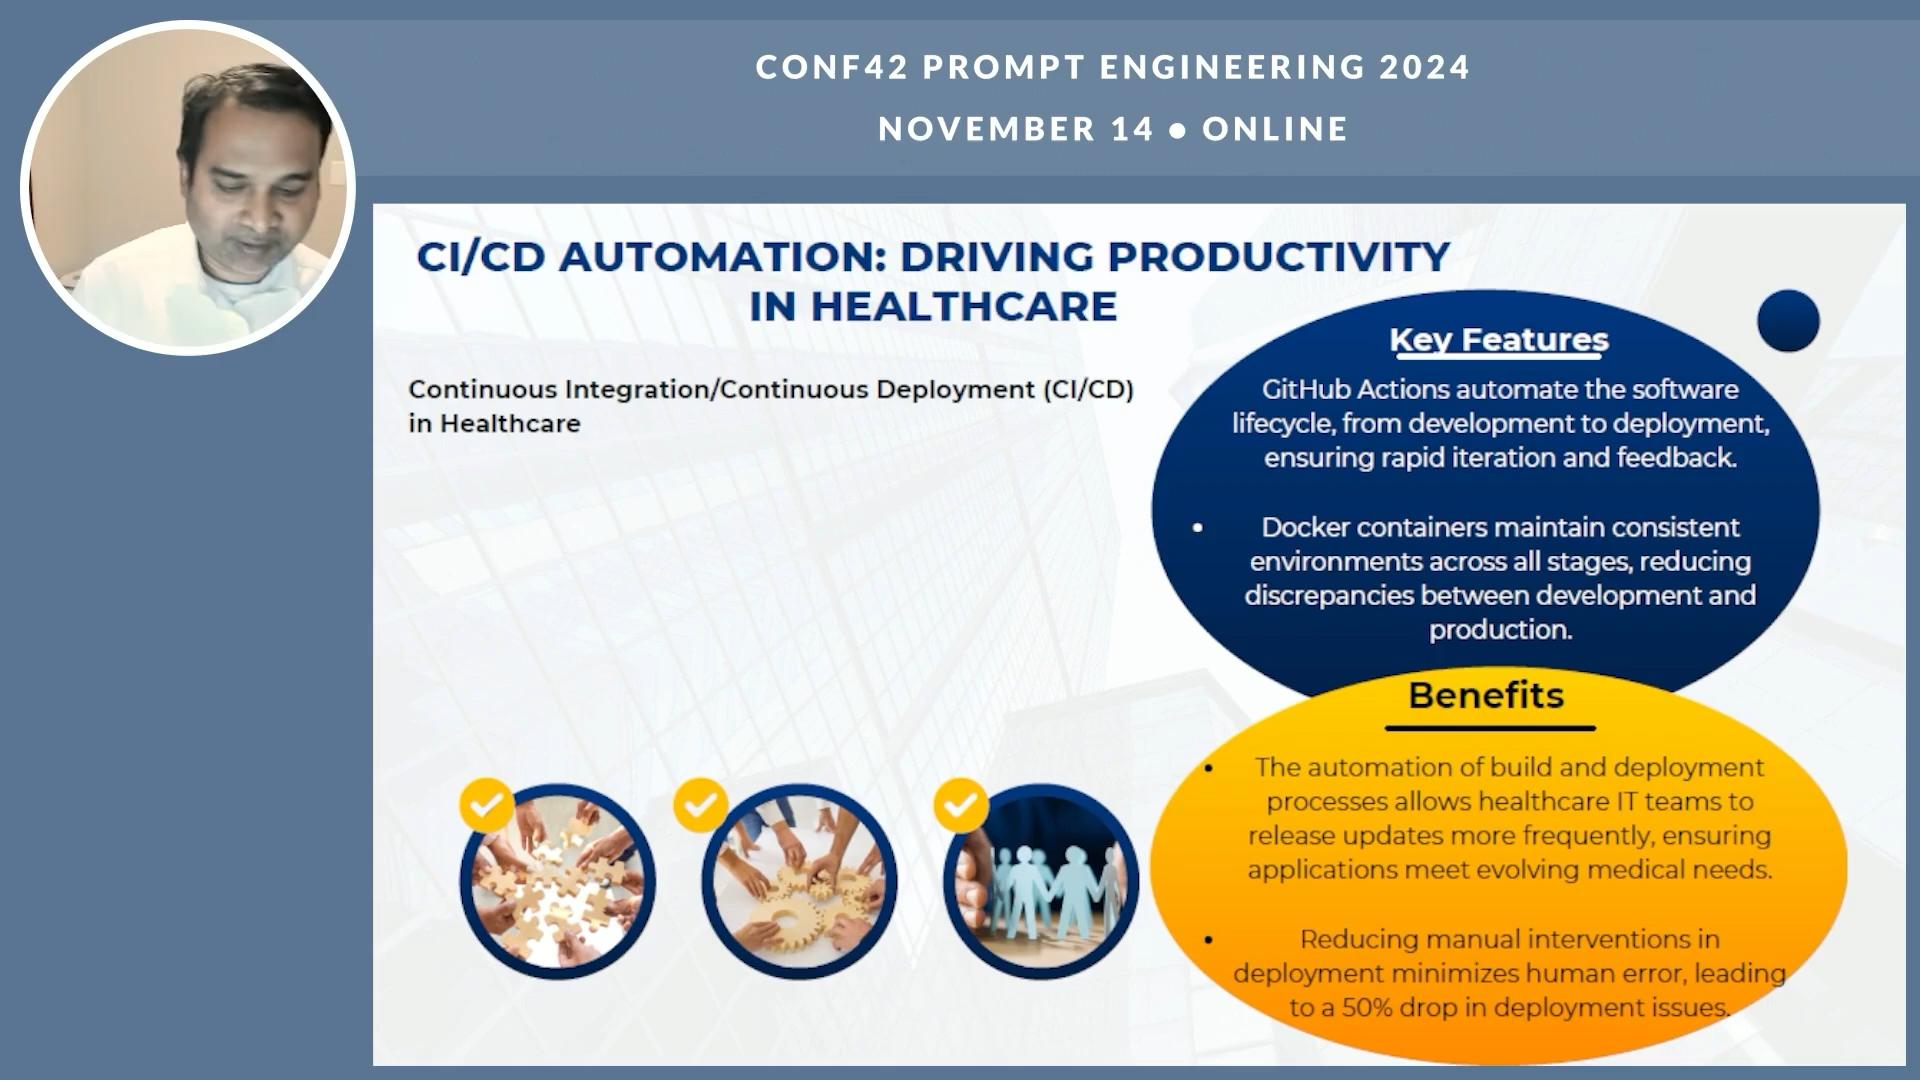 CONF42 PROMPT ENGINEERING 2024
NOVEMBER 14 • ONLINE
CI/CD AUTOMATION: DRIVING PRODUCTIVITY
IN HEALTHCARE
Continuous Integration/Continuous Deployment (CI/CD)
in Healthcare
Key Features
GitHub Actions automate the software
lifecycle, from development to deployment,
ensuring rapid iteration and feedback.
• Docker containers maintain consistent
environments across all stages, reducing
discrepancies between development and
production.
Benefits
• The automation of build and deployment
processes allows healthcare IT teams to
release updates more frequently, ensuring
applications meet evolving medical needs.
• Reducing manual interventions in
deployment minimizes human error, leading
to a 50% drop in deployment issues.